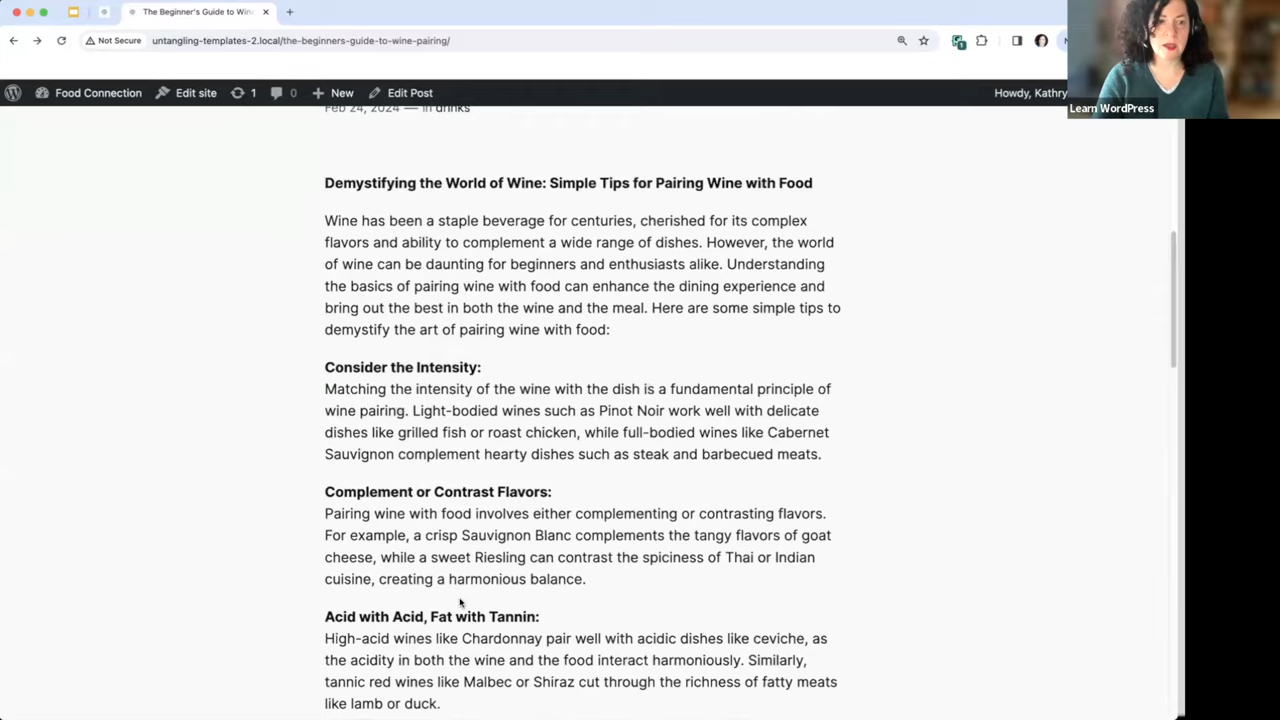 The Beginner's Guide to Win
Not Secure
untangling-templates-2.local/the-beginners-guide-to-wine-pairing/
1
Food Connection
Edit site
1
0
New
Edit Post
Howdy, Kathry
Learn WordPress
Feb 24, 2024 — in drinks
Demystifying the World of Wine: Simple Tips for Pairing Wine with Food
Wine has been a staple beverage for centuries, cherished for its complex
flavors and ability to complement a wide range of dishes. However, the world
of wine can be daunting for beginners and enthusiasts alike. Understanding
the basics of pairing wine with food can enhance the dining experience and
bring out the best in both the wine and the meal. Here are some simple tips to
demystify the art of pairing wine with food:
Consider the Intensity:
Matching the intensity of the wine with the dish is a fundamental principle of
wine pairing. Light-bodied wines such as Pinot Noir work well with delicate
dishes like grilled fish or roast chicken, while full-bodied wines like Cabernet
Sauvignon complement hearty dishes such as steak and barbecued meats.
Complement or Contrast Flavors:
Pairing wine with food involves either complementing or contrasting flavors.
For example, a crisp Sauvignon Blanc complements the tangy flavors of goat
cheese, while a sweet Riesling can contrast the spiciness of Thai or Indian
cuisine, creating a harmonious balance.
Acid with Acid, Fat with Tannin:
High-acid wines like Chardonnay pair well with acidic dishes like ceviche, as
the acidity in both the wine and the food interact harmoniously. Similarly,
tannic red wines like Malbec or Shiraz cut through the richness of fatty meats
like lamb or duck.